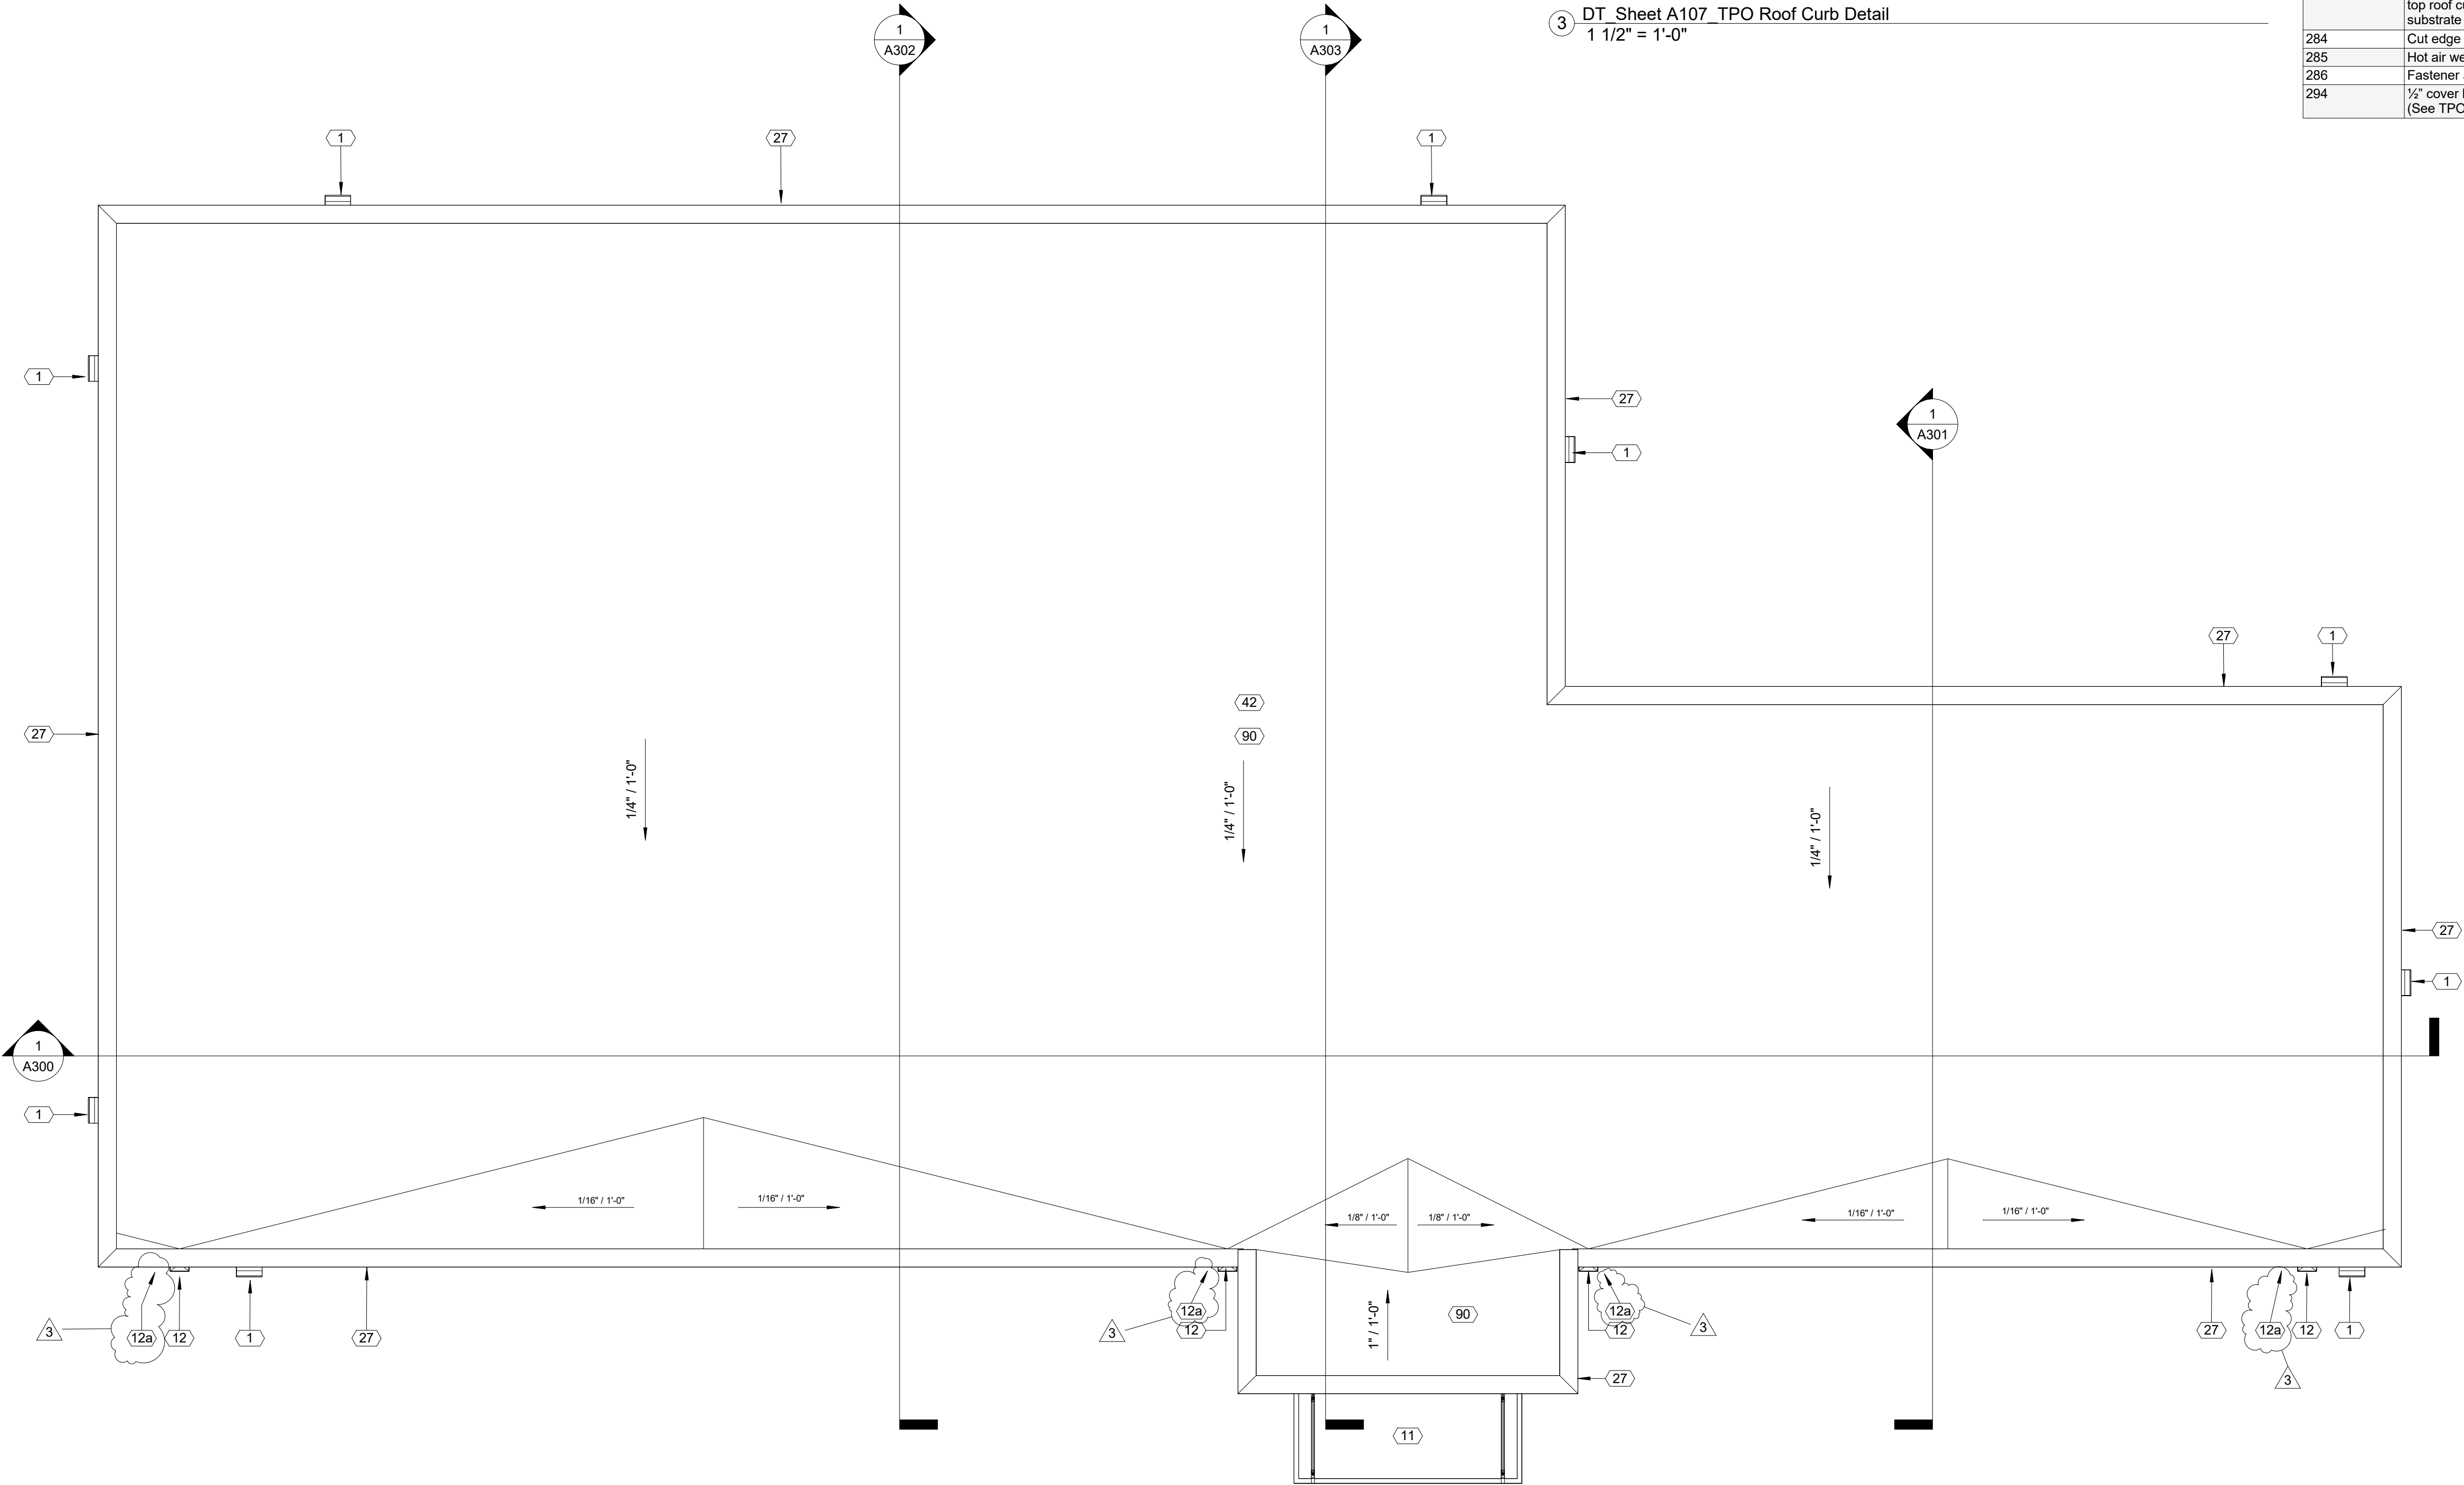 1
A302
1
A303
3
DT_Sheet A107_TPO Roof Curb Detail
1 1/2" = 1'-0"
top roof
substrate
284
Cut edge
285
Hot air
286
Fastener
294
½" cover
(See
1
27
1
1
27
1
1
A301
27
1
42
90
27
1/4" / 1'-0"
1/4" / 1'-0"
1/4" / 1'-0"
27
1
1
A300
1
1/16" / 1'-0"
1/16" / 1'-0"
1/8" / 1'-0"
1/8" / 1'-0"
1/16" / 1'-0"
1/16" / 1'-0"
3
12a
12
1
27
3
12a
12
1" / 1'-0"
90
12a
12
3
27
12a
12
1
3
27
11